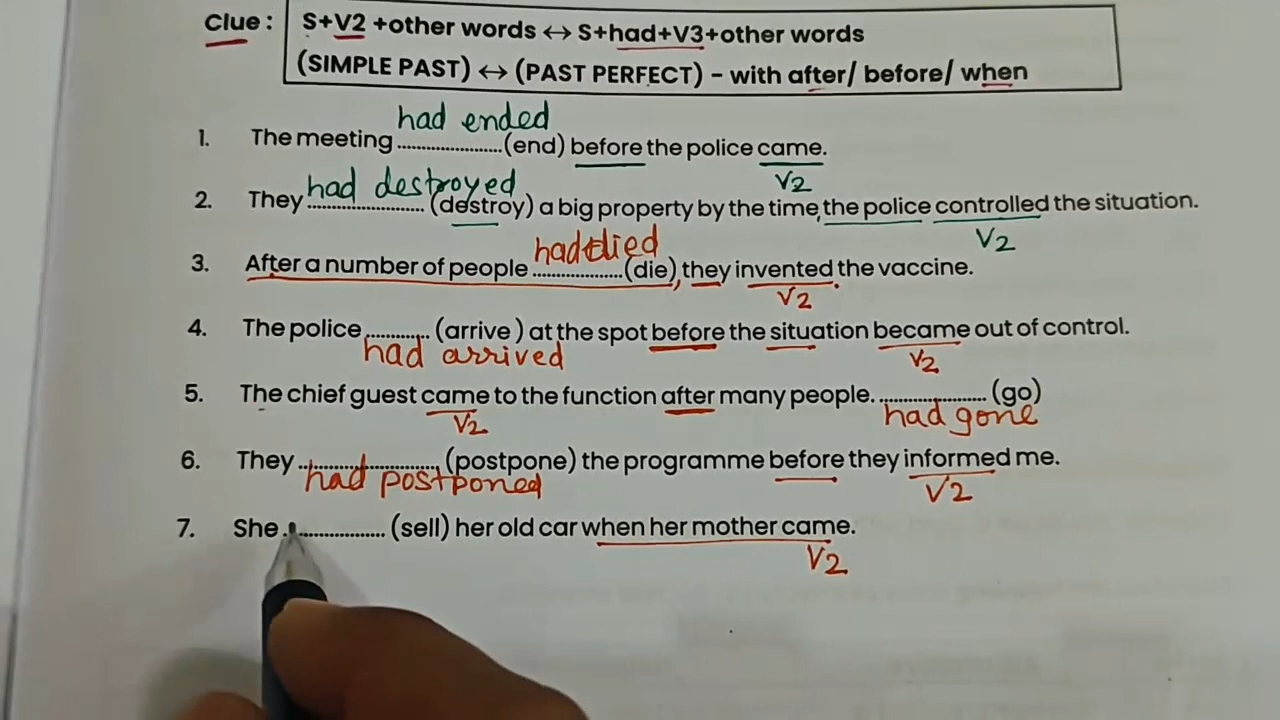 Clue : S+V2 +other words ↔ S+had+V3+other words
(SIMPLE PAST) ↔ (PAST PERFECT) - with after/ before/ when
had ended
1. The meeting ......................(end) before the police came.
V2
had destroyed
2. They ........................ (destroy) a big property by the time, the police controlled the situation.
V2
had died
3. After a number of people ..................(die), they invented the vaccine.
V2
4. The police ............ (arrive) at the spot before the situation became out of control.
had arrived V2
5. The chief guest came to the function after many people. ...................... (go)
V2 had gone
6. They ............................. (postpone) the programme before they informed me.
had postponed V2
7. She .................... (sell) her old car when her mother came.
V2